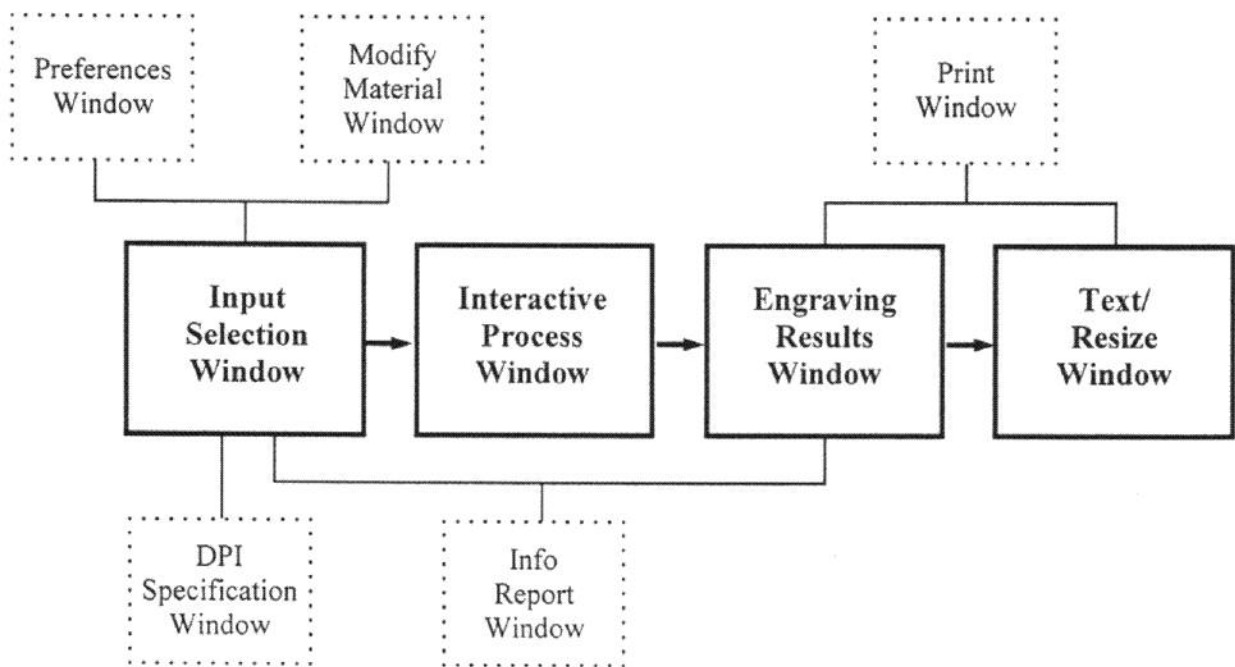 Preferences
Window
Modify
Material
Window
Print
Window
Input
Selection
Window
Interactive
Process
Window
Engraving
Results
Window
Text/
Resize
Window
DPI
Specification
Window
Info
Report
Window